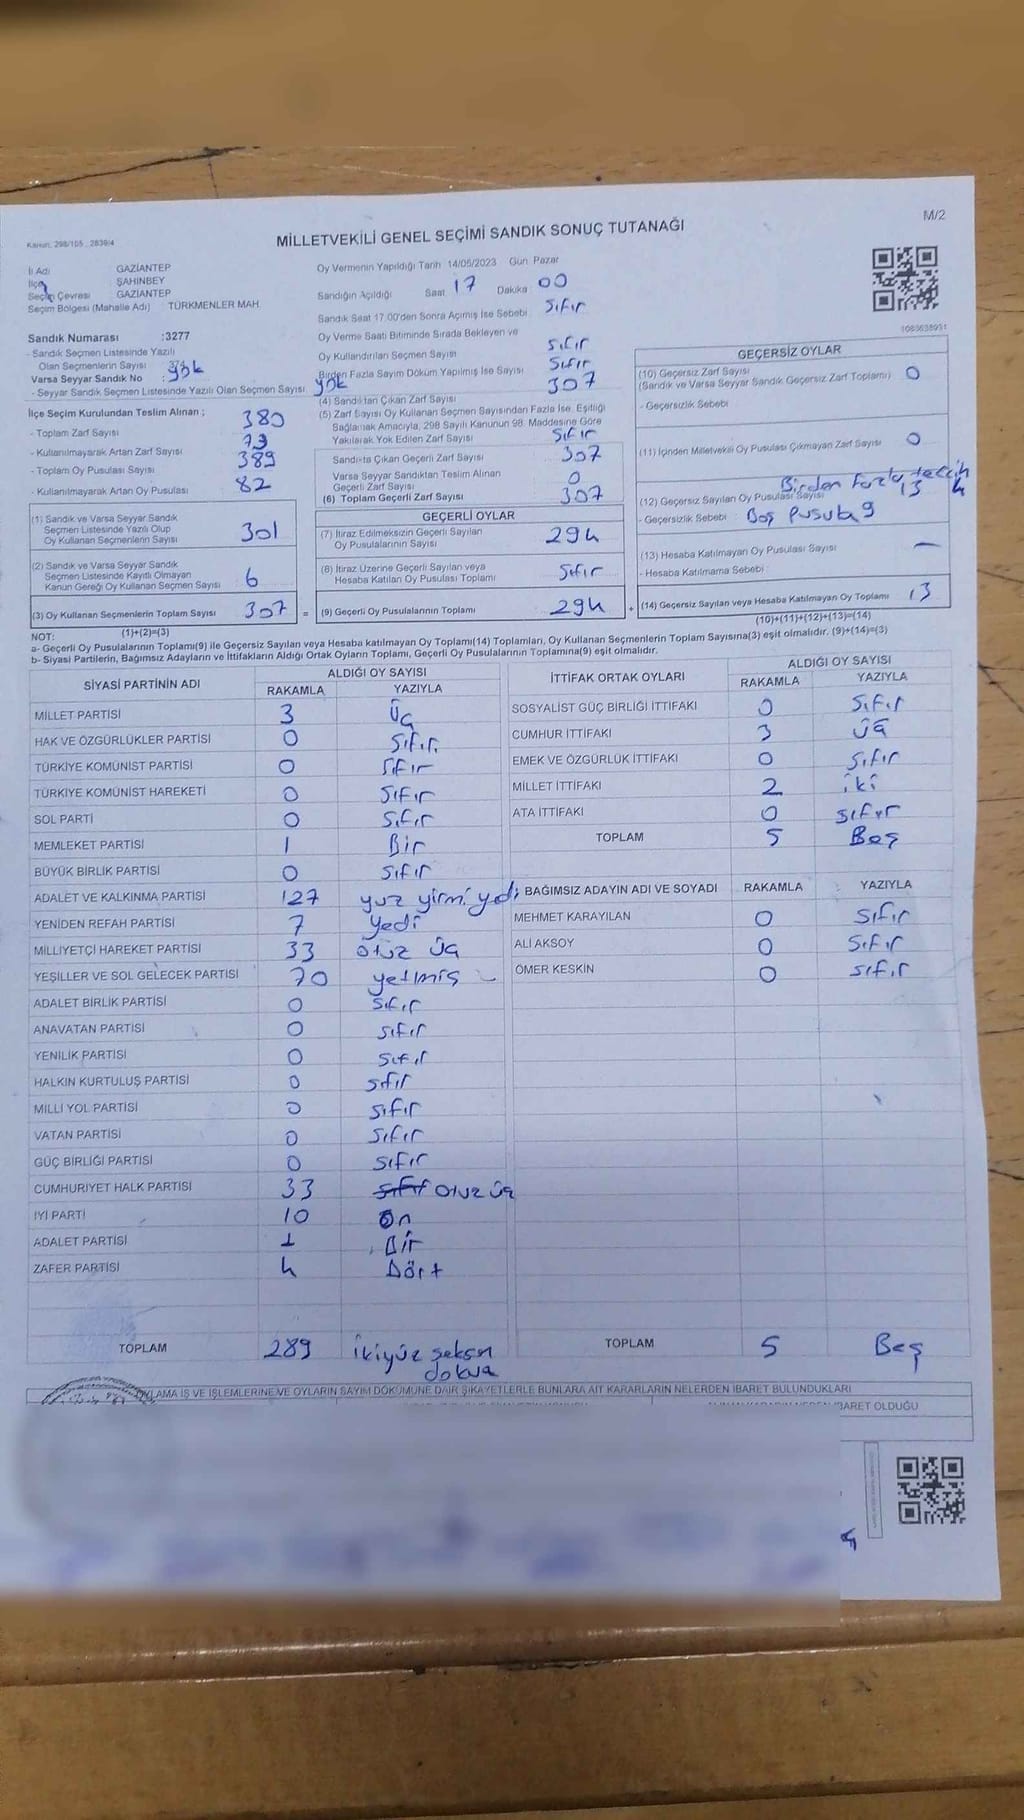 M/2
Kanun, 298/105 , 2839/4
MİLLETVEKİLİ GENEL SEÇİMİ SANDIK SONUÇ TUTANAĞI
İl Adı GAZİANTEP
İlçe ŞAHİNBEY
Seçim Çevresi GAZİANTEP
Seçim Bölgesi (Mahalle Adı) TÜRKMENLER MAH.
Sandık Numarası :3277
- Sandık Seçmen Listesinde Yazılı
Olan Seçmenlerin Sayısı
Varsa Seyyar Sandık No : yok
- Seyyar Sandık Seçmen Listesinde Yazılı Olan Seçmen Sayısı yok
İlçe Seçim Kurulundan Teslim Alınan ;
- Toplam Zarf Sayısı 380
- Kullanılmayarak Artan Zarf Sayısı 73
- Toplam Oy Pusulası Sayısı 389
- Kullanılmayarak Artan Oy Pusulası 82
(1) Sandık ve Varsa Seyyar Sandık
Seçmen Listesinde Yazılı Olup
Oy Kullanan Seçmenlerin Sayısı 301
(2) Sandık ve Varsa Seyyar Sandık
Seçmen Listesinde Kayıtlı Olmayan
Kanun Gereği Oy Kullanan Seçmen Sayısı 6
(3) Oy Kullanan Seçmenlerin Toplam Sayısı 307 =
(1)+(2)=(3)
Oy Vermenin Yapıldığı Tarih 14/05/2023 Gün Pazar
Sandığın Açıldığı Saat 17 Dakika 00
Sandık Saat 17.00'den Sonra Açılmış İse Sebebi sıfır
Oy Verme Saati Bitiminde Sırada Bekleyen ve
Oy Kullandırılan Seçmen Sayısı sıfır
Birden Fazla Sayım Döküm Yapılmış İse Sayısı sıfır
(4) Sandıktan Çıkan Zarf Sayısı 307
(5) Zarf Sayısı Oy Kullanan Seçmen Sayısından Fazla İse, Eşitliği
Sağlamak Amacıyla, 298 Sayılı Kanunun 98. Maddesine Göre
Yakılarak Yok Edilen Zarf Sayısı sıfır
Sandıkta Çıkan Geçerli Zarf Sayısı 307
Varsa Seyyar Sandıktan Teslim Alınan
Geçerli Zarf Sayısı 0
(6) Toplam Geçerli Zarf Sayısı 307
GEÇERLİ OYLAR
(7) İtiraz Edilmeksizin Geçerli Sayılan
Oy Pusulalarının Sayısı 294
(8) İtiraz Üzerine Geçerli Sayılan veya
Hesaba Katılan Oy Pusulası Toplamı sıfır
(9) Geçerli Oy Pusulalarının Toplamı 294 +
1083638931
GEÇERSİZ OYLAR
(10) Geçersiz Zarf Sayısı
(Sandık ve Varsa Seyyar Sandık Geçersiz Zarf Toplamı) 0
- Geçersizlik Sebebi
(11) İçinden Milletvekili Oy Pusulası Çıkmayan Zarf Sayısı 0
Birden fazla tercih 4
(12) Geçersiz Sayılan Oy Pusulası Sayısı 13
- Geçersizlik Sebebi : Boş pusula 9
(13) Hesaba Katılmayan Oy Pusulası Sayısı —
- Hesaba Katılmama Sebebi :
(14) Geçersiz Sayılan veya Hesaba Katılmayan Oy Toplamı 13
(10)+(11)+(12)+(13)=(14)
NOT:
a- Geçerli Oy Pusulalarının Toplamı(9) ile Geçersiz Sayılan veya Hesaba katılmayan Oy Toplamı(14) Toplamları, Oy Kullanan Seçmenlerin Toplam Sayısına(3) eşit olmalıdır. (9)+(14)=(3)
b- Siyasi Partilerin, Bağımsız Adayların ve İttifakların Aldığı Ortak Oyların Toplamı, Geçerli Oy Pusulalarının Toplamına(9) eşit olmalıdır.
SİYASİ PARTİNİN ADI ALDIĞI OY SAYISI
RAKAMLA YAZIYLA
MİLLET PARTİSİ 3 Üç
HAK VE ÖZGÜRLÜKLER PARTİSİ 0 sıfır
TÜRKİYE KOMÜNİST PARTİSİ 0 sıfır
TÜRKİYE KOMÜNİST HAREKETİ 0 sıfır
SOL PARTİ 0 sıfır
MEMLEKET PARTİSİ 1 Bir
BÜYÜK BİRLİK PARTİSİ 0 sıfır
ADALET VE KALKINMA PARTİSİ 127 yüz yirmi yedi
YENİDEN REFAH PARTİSİ 7 yedi
MİLLİYETÇİ HAREKET PARTİSİ 33 otuz üç
YEŞİLLER VE SOL GELECEK PARTİSİ 70 yetmiş
ADALET BİRLİK PARTİSİ 0 sıfır
ANAVATAN PARTİSİ 0 sıfır
YENİLİK PARTİSİ 0 sıfır
HALKIN KURTULUŞ PARTİSİ 0 sıfır
MİLLİ YOL PARTİSİ 0 sıfır
VATAN PARTİSİ 0 sıfır
GÜÇ BİRLİĞİ PARTİSİ 0 sıfır
CUMHURİYET HALK PARTİSİ 33 sıfır otuz üç
İYİ PARTİ 10 On
ADALET PARTİSİ 1 Bir
ZAFER PARTİSİ 4 Dört
TOPLAM 289 ikiyüz seksen
dokuz
İTTİFAK ORTAK OYLARI ALDIĞI OY SAYISI
RAKAMLA YAZIYLA
SOSYALİST GÜÇ BİRLİĞİ İTTİFAKI 0 sıfır
CUMHUR İTTİFAKI 3 üç
EMEK VE ÖZGÜRLÜK İTTİFAKI 0 sıfır
MİLLET İTTİFAKI 2 iki
ATA İTTİFAKI 0 sıfır
TOPLAM 5 Beş
BAĞIMSIZ ADAYIN ADI VE SOYADI RAKAMLA YAZIYLA
MEHMET KARAYILAN 0 sıfır
ALİ AKSOY 0 sıfır
ÖMER KESKİN 0 sıfır
TOPLAM 5 Beş
OYLAMA İŞ VE İŞLEMLERİNE VE OYLARIN SAYIM DÖKÜMÜNE DAİR ŞİKAYETLERLE BUNLARA AİT KARARLARIN NELERDEN İBARET BULUNDUKLARI
İBARET OLDUĞU